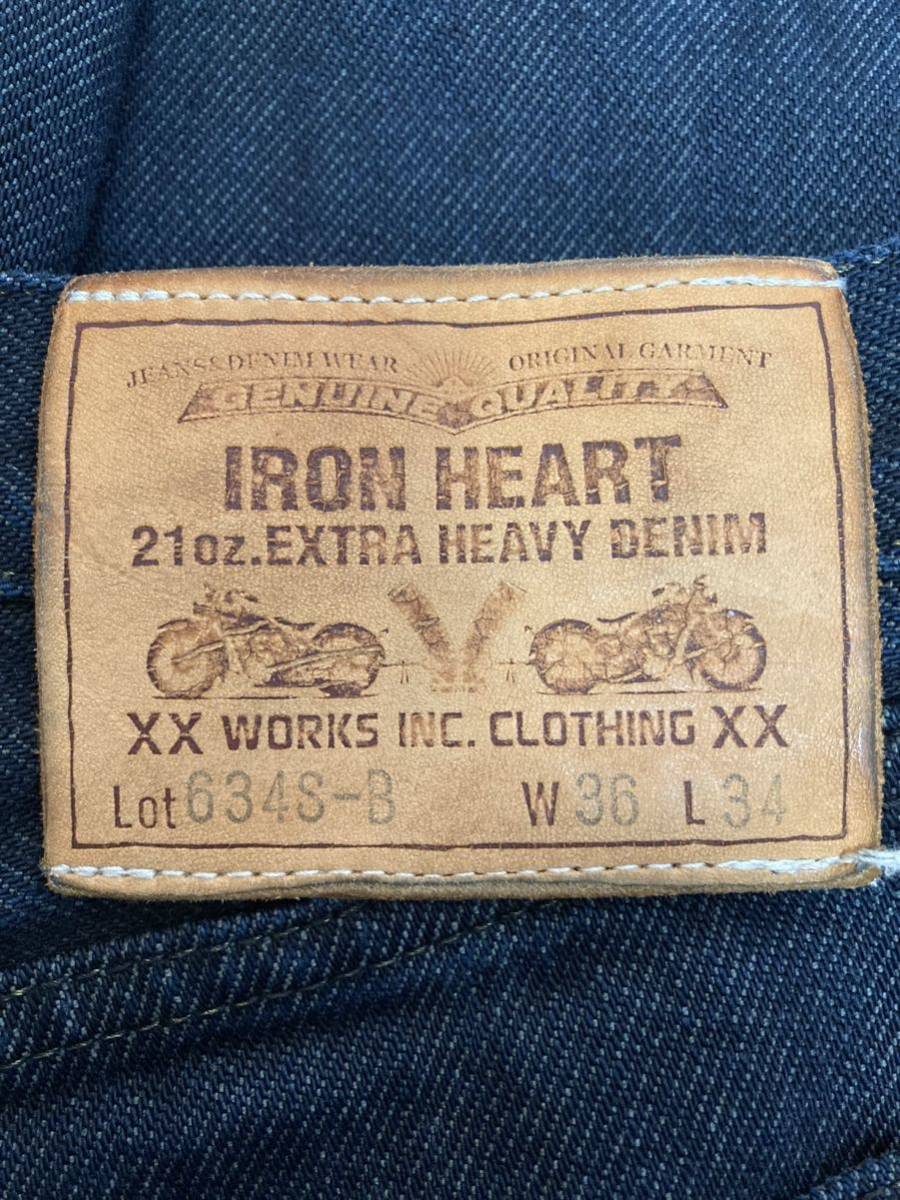 JEANS&DENIM WEAR ORIGINAL GARMENT
GENUINE QUALITY
IRON HEART
21oz.EXTRA HEAVY DENIM
XX WORKS INC. CLOTHING XX
Lot 634S-B W 36 L 34